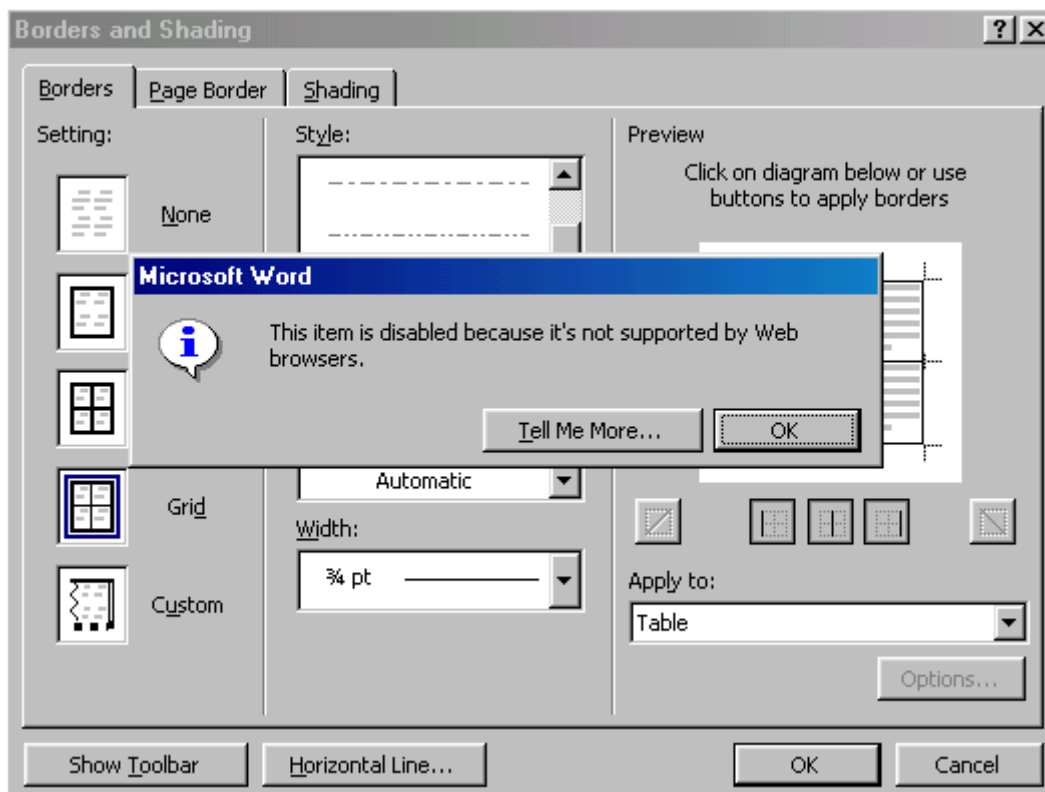 Borders and Shading
Borders
Page Border
Shading
Setting:
None
Grid
Custom
Style:
Automatic
Width:
¾ pt
Preview
Click on diagram below or use
buttons to apply borders
Apply to:
Table
Options...
Microsoft Word
This item is disabled because it's not supported by Web
browsers.
Tell Me More...
OK
Show Toolbar
Horizontal Line...
OK
Cancel